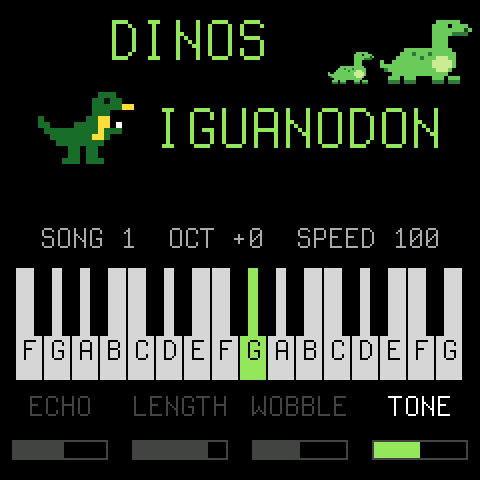 DINOS
IGUANODON
SONG 1 OCT +0 SPEED 100
F G A B C D E F G A B C D E F G
ECHO LENGTH WOBBLE TONE